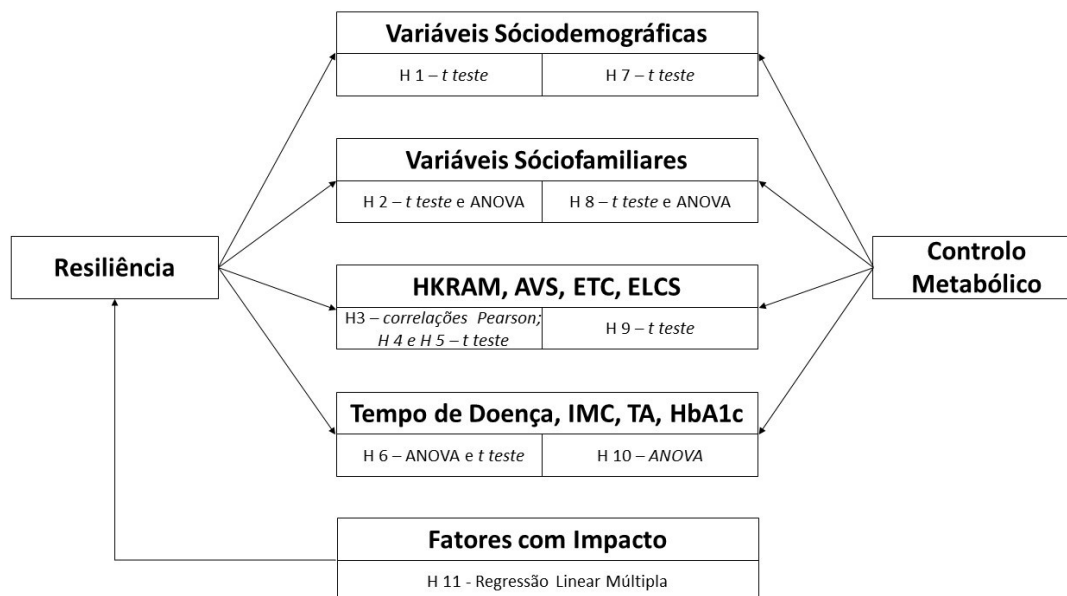 Variáveis Sóciodemográficas
H 1 – t teste
H 7 – t teste
Variáveis Sóciofamiliares
H 2 – t teste e ANOVA
H 8 – t teste e ANOVA
Resiliência
Controlo
Metabólico
HKRAM, AVS, ETC, ELCS
H3 – correlações Pearson;
H 4 e H 5 – t teste
H 9 – t teste
Tempo de Doença, IMC, TA, HbA1c
H 6 – ANOVA e t teste
H 10 – ANOVA
Fatores com Impacto
H 11 - Regressão Linear Múltipla